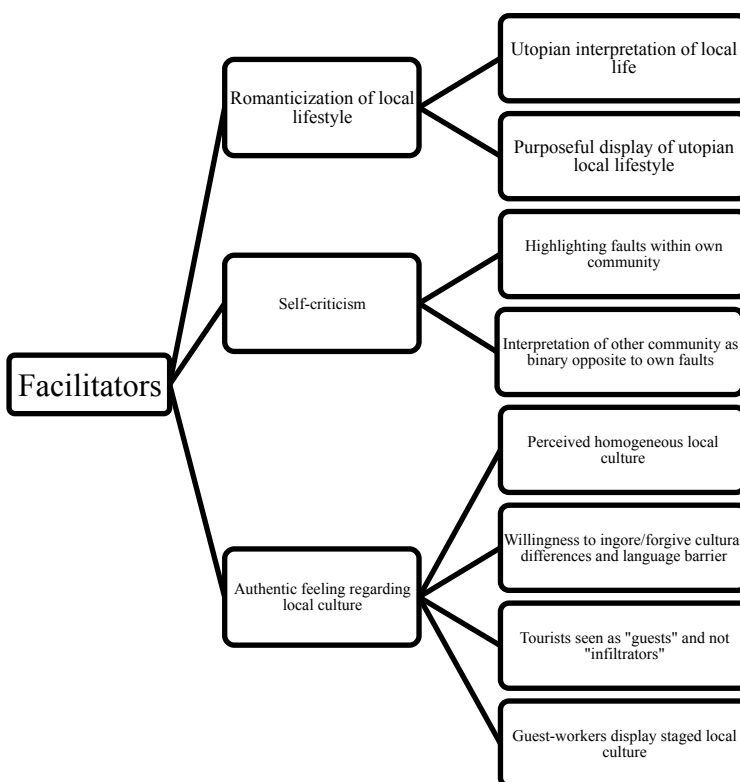 Facilitators
Romanticization of local
lifestyle
Utopian interpretation of local
life
Purposeful display of utopian
local lifestyle
Self-criticism
Highlighting faults within own
community
Interpretation of other community as
binary opposite to own faults
Authentic feeling regarding
local culture
Perceived homogeneous local
culture
Willingness to ingore/forgive cultura
differences and language barrier
Tourists seen as "guests" and not
"infiltrators"
Guest-workers display staged local
culture